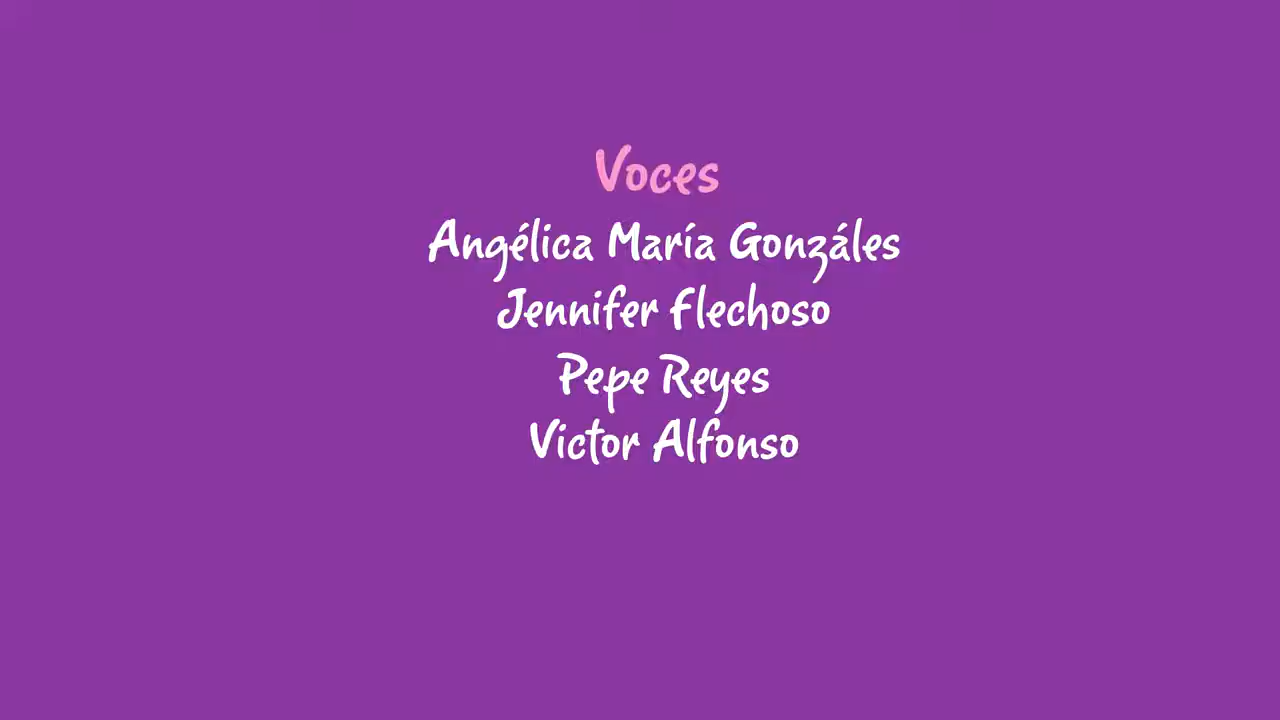 Voces
Angélica María Gonzáles
Jennifer Flechoso
Pepe Reyes
Victor Alfonso